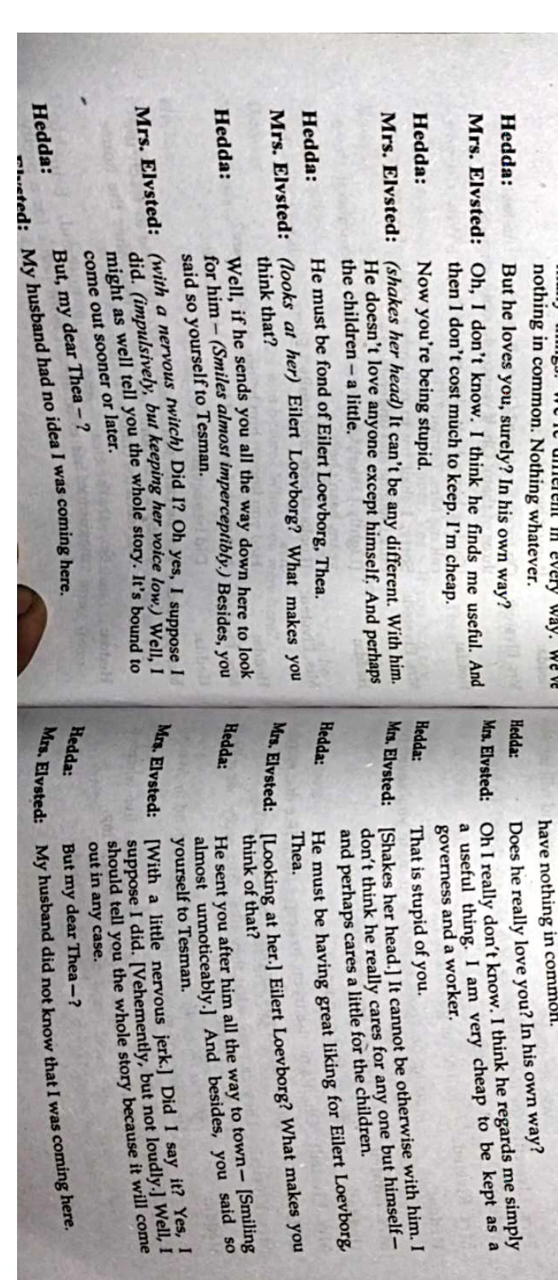 different in every way. We've
nothing in common. Nothing whatever.
Hedda: But he loves you, surely? In his own way?
Mrs. Elvsted: Oh, I don't know. I think he finds me useful. And
then I don't cost much to keep. I'm cheap.
Hedda: Now you're being stupid.
Mrs. Elvsted: (shakes her head) It can't be any different. With him.
He doesn't love anyone except himself. And perhaps
the children – a little.
Hedda: He must be fond of Eilert Loevborg, Thea.
Mrs. Elvsted: (looks at her) Eilert Loevborg? What makes you
think that?
Hedda: Well, if he sends you all the way down here to look
for him – (Smiles almost imperceptibly.) Besides, you
said so yourself to Tesman.
Mrs. Elvsted: (with a nervous twitch) Did I? Oh yes, I suppose I
did. (impulsively, but keeping her voice low.) Well, I
might as well tell you the whole story. It's bound to
come out sooner or later.
Hedda: But, my dear Thea – ?
Elvsted: My husband had no idea I was coming here.
have nothing in common.
Hedda: Does he really love you? In his own way?
Mrs. Elvsted: Oh I really don't know. I think he regards me simply
a useful thing. I am very cheap to be kept as a
governess and a worker.
Hedda: That is stupid of you.
Mrs. Elvsted: [Shakes her head.] It cannot be otherwise with him. I
don't think he really cares for any one but himself –
and perhaps cares a little for the children.
Hedda: He must be having great liking for Eilert Loevborg,
Thea.
Mrs. Elvsted: [Looking at her.] Eilert Loevborg? What makes you
think of that?
Hedda: He sent you after him all the way to town – [Smiling
almost unnoticeably.] And besides, you said so
yourself to Tesman.
Mrs. Elvsted: [With a little nervous jerk.] Did I say it? Yes, I
suppose I did. [Vehemently, but not loudly.] Well, I
should tell you the whole story because it will come
out in any case.
Hedda: But my dear Thea –?
Mrs. Elvsted: My husband did not know that I was coming here.